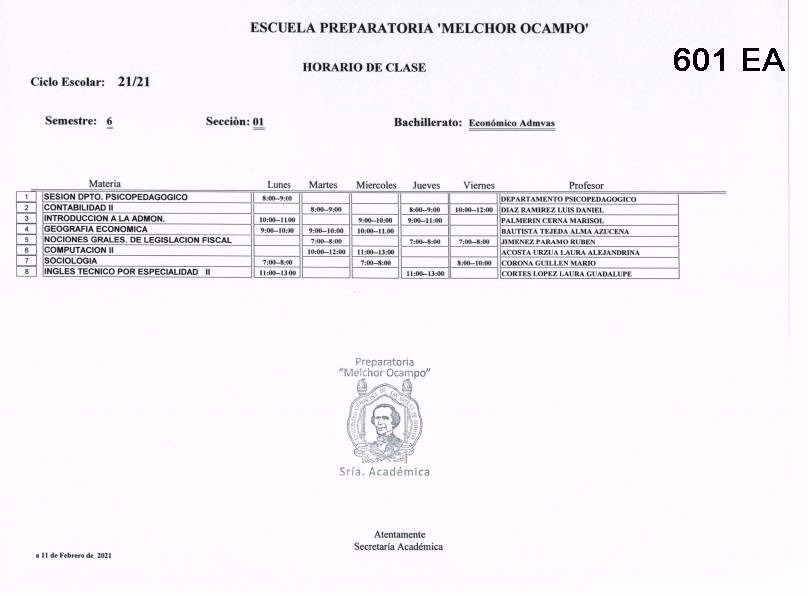 ESCUELA PREPARATORIA 'MELCHOR OCAMPO'
601 EA
HORARIO DE CLASE
Ciclo Escolar: 21/21
Semestre: 6 Secciòn: 01 Bachillerato: Económico Admvas
Materia Lunes Martes Miercoles Jueves Viernes Profesor
1 SESION DPTO. PSICOPEDAGOGICO 8:00--9:00 DEPARTAMENTO PSICOPEDAGOGICO
2 CONTABILIDAD II 8:00--9:00 8:00--9:00 10:00--12:00 DIAZ RAMIREZ LUIS DANIEL
3 INTRODUCCION A LA ADMON. 10:00--11:00 9:00--10:00 9:00--11:00 PALMERIN CERNA MARISOL
4 GEOGRAFIA ECONOMICA 9:00--10:00 9:00--10:00 10:00--11:00 BAUTISTA TEJEDA ALMA AZUCENA
5 NOCIONES GRALES. DE LEGISLACION FISCAL 7:00--8:00 7:00--8:00 7:00--8:00 JIMENEZ PARAMO RUBEN
6 COMPUTACION II 10:00--12:00 11:00--13:00 ACOSTA URZUA LAURA ALEJANDRINA
7 SOCIOLOGIA 7:00--8:00 7:00--8:00 8:00--10:00 CORONA GUILLEN MARIO
8 INGLES TECNICO POR ESPECIALIDAD II 11:00--13:00 11:00--13:00 CORTES LOPEZ LAURA GUADALUPE
Preparatoria
"Melchor Ocampo"
Sría. Académica
Atentamente
Secretaría Académica
a 11 de Febrero de 2021